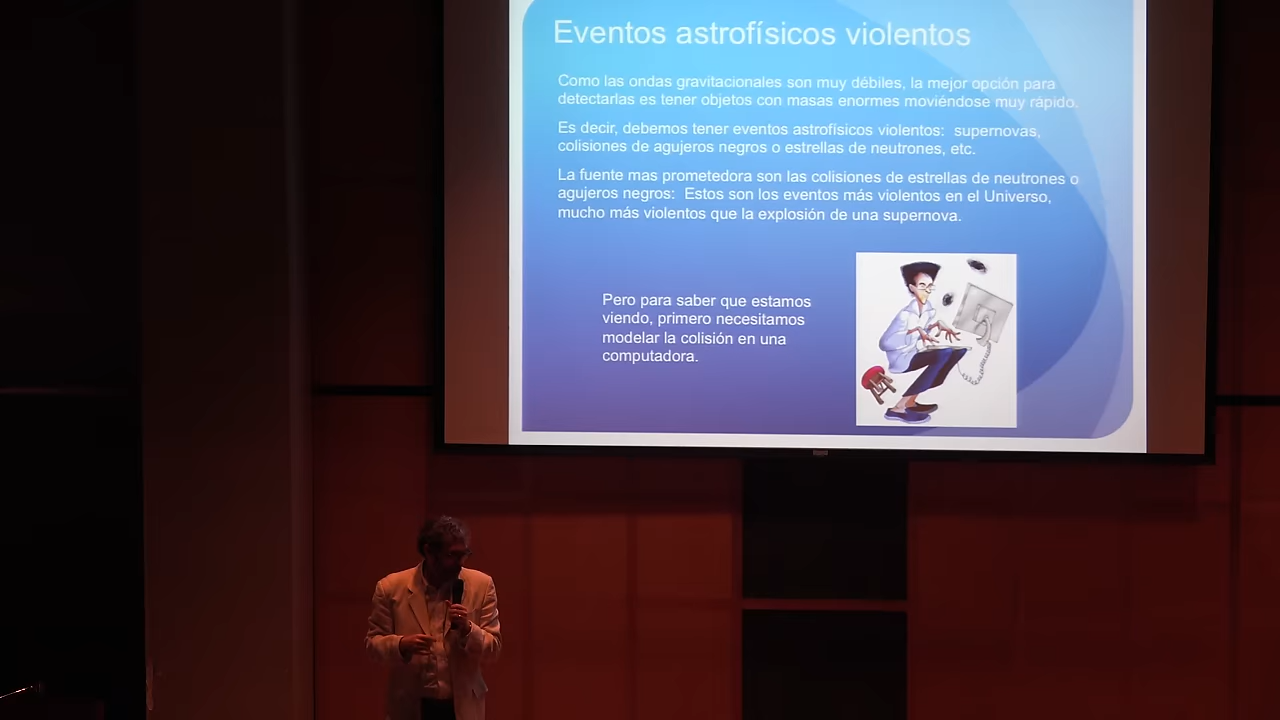 Eventos astrofísicos violentos
Como las ondas gravitacionales son muy débiles, la mejor opción para
detectarlas es tener objetos con masas enormes moviéndose muy rápido.
Es decir, debemos tener eventos astrofísicos violentos: supernovas,
colisiones de agujeros negros o estrellas de neutrones, etc.
La fuente mas prometedora son las colisiones de estrellas de neutrones o
agujeros negros: Estos son los eventos más violentos en el Universo,
mucho más violentos que la explosión de una supernova.
Pero para saber que estamos
viendo, primero necesitamos
modelar la colisión en una
computadora.